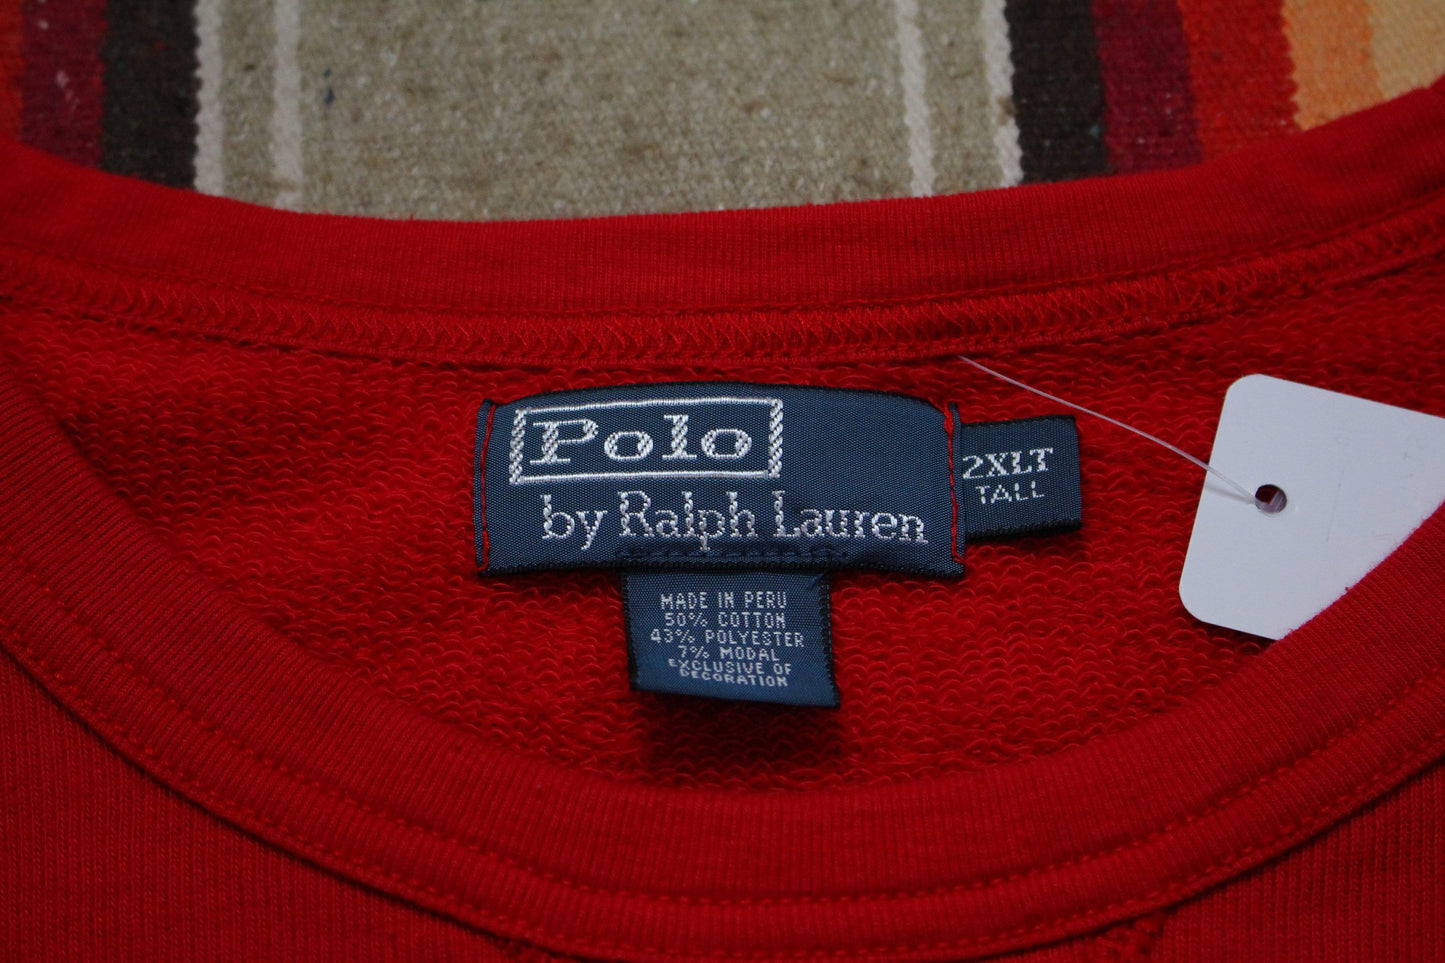 Polo
by Ralph Lauren
2XLT
TALL
MADE IN PERU
50% COTTON
43% POLYESTER
7% MODAL
EXCLUSIVE OF
DECORATION